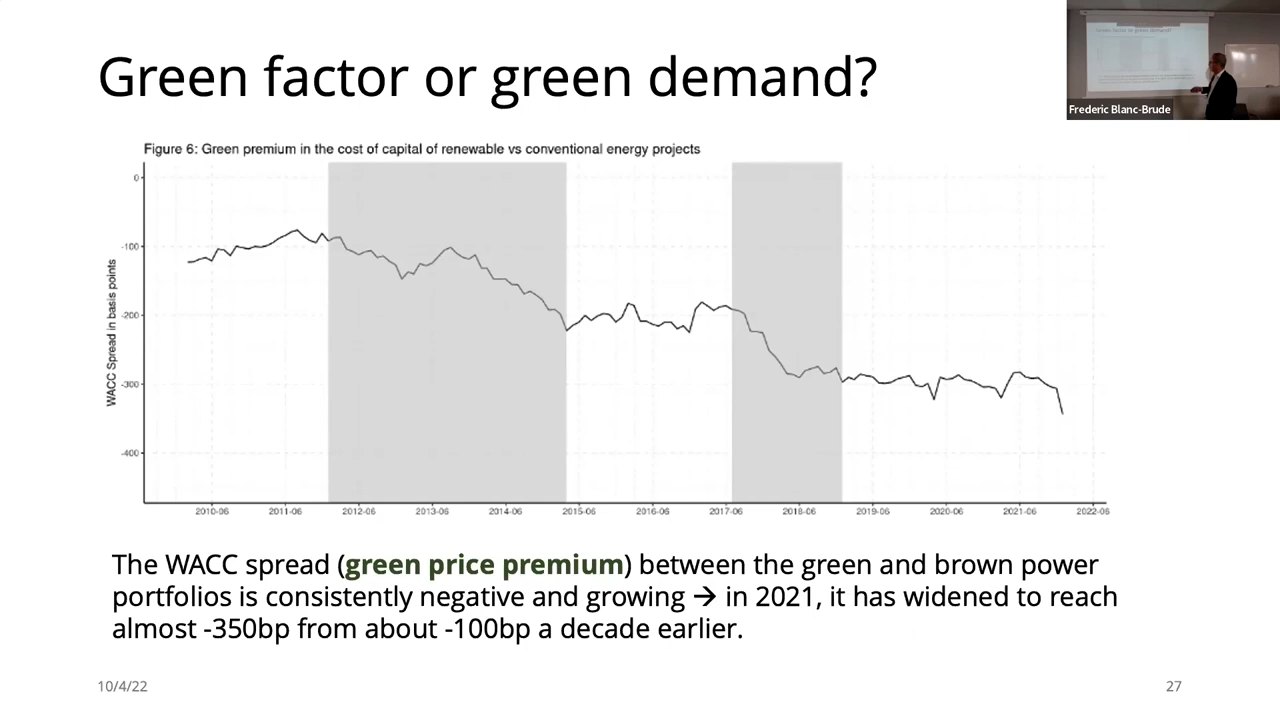 Green factor or green demand?
Frederic Blanc-Brude
Figure 6: Green premium in the cost of capital of renewable vs conventional energy projects
WACC Spread in basis points
0
-100
-200
-300
-400
2010-06 2011-06 2012-06 2013-06 2014-06 2015-06 2016-06 2017-06 2018-06 2019-06 2020-06 2021-06 2022-06
The WACC spread (green price premium) between the green and brown power
portfolios is consistently negative and growing → in 2021, it has widened to reach
almost -350bp from about -100bp a decade earlier.
10/4/22
27